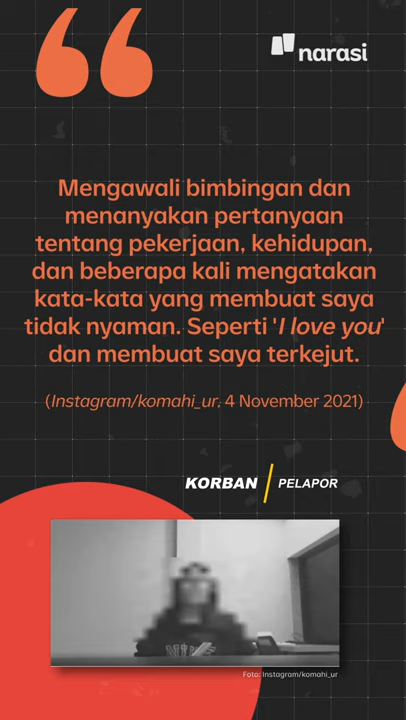 narasi
Mengawali bimbingan dan
menanyakan pertanyaan
tentang pekerjaan, kehidupan,
dan beberapa kali mengatakan
kata-kata yang membuat saya
tidak nyaman. Seperti 'I love you'
dan membuat saya terkejut.
(Instagram/komahi_ur, 4 November 2021)
KORBAN / PELAPOR
Foto: Instagram/komahi_ur